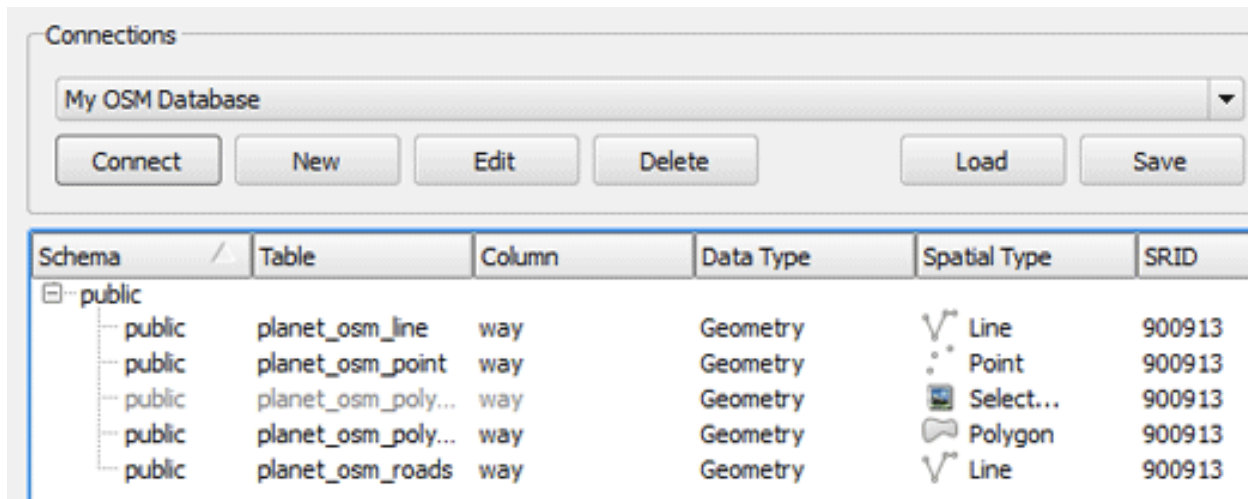 Connections
My OSM Database
Connect New Edit Delete Load Save
Schema Table Column Data Type Spatial Type SRID
public
public planet_osm_line way Geometry Line 900913
public planet_osm_point way Geometry Point 900913
public planet_osm_poly... way Geometry Select... 900913
public planet_osm_poly... way Geometry Polygon 900913
public planet_osm_roads way Geometry Line 900913